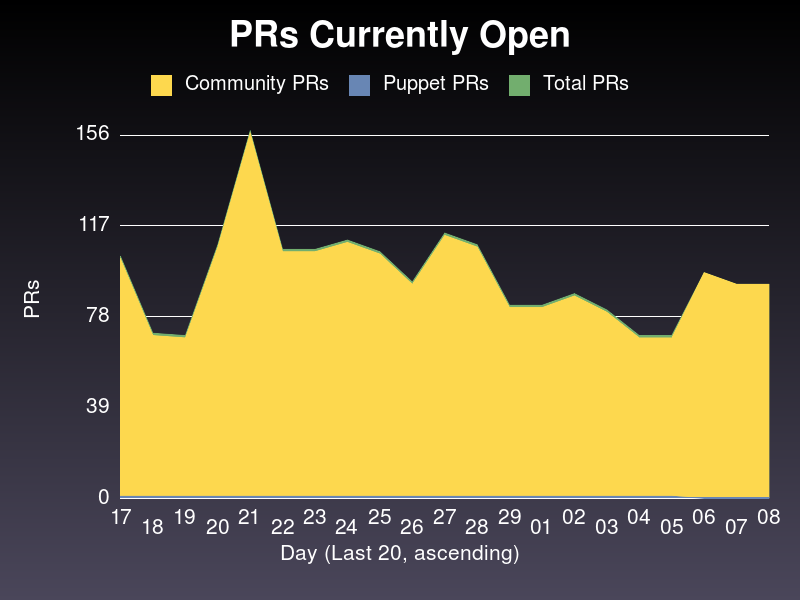 PRs Currently Open
Community PRs Puppet PRs Total PRs
156
117
78
39
0
PRs
17 18 19 20 21 22 23 24 25 26 27 28 29 01 02 03 04 05 06 07 08
Day (Last 20, ascending)